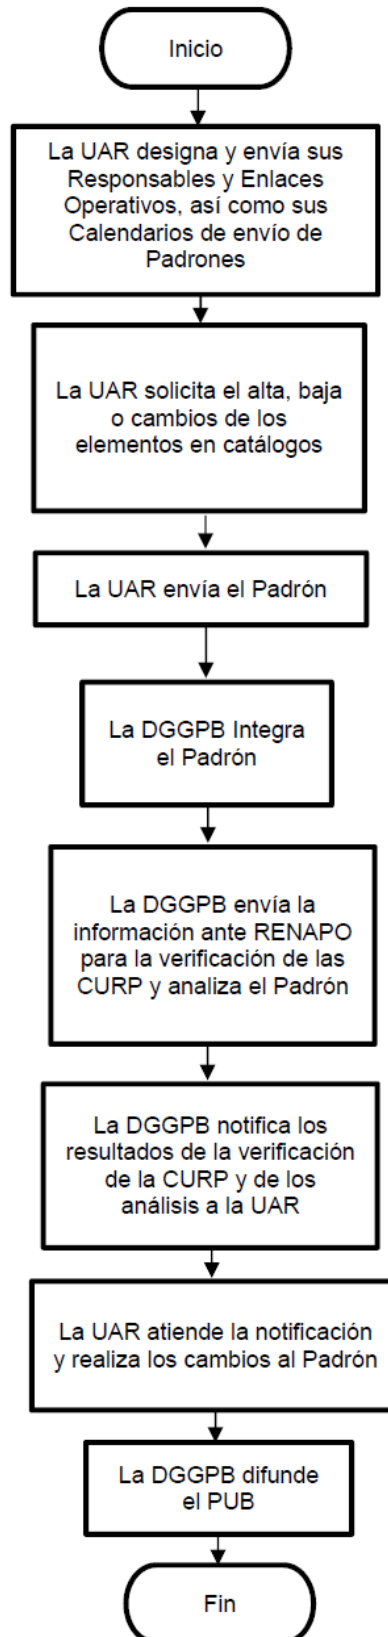 Inicio
La UAR designa y envía sus
Responsables y Enlaces
Operativos, así como sus
Calendarios de envío de
Padrones
La UAR solicita el alta, baja
o cambios de los
elementos en catálogos
La UAR envía el Padrón
La DGGPB Integra
el Padrón
La DGGPB envía la
información ante RENAPO
para la verificación de las
CURP y analiza el Padrón
La DGGPB notifica los
resultados de la verificación
de la CURP y de los
análisis a la UAR
La UAR atiende la notificación
y realiza los cambios al Padrón
La DGGPB difunde
el PUB
Fin